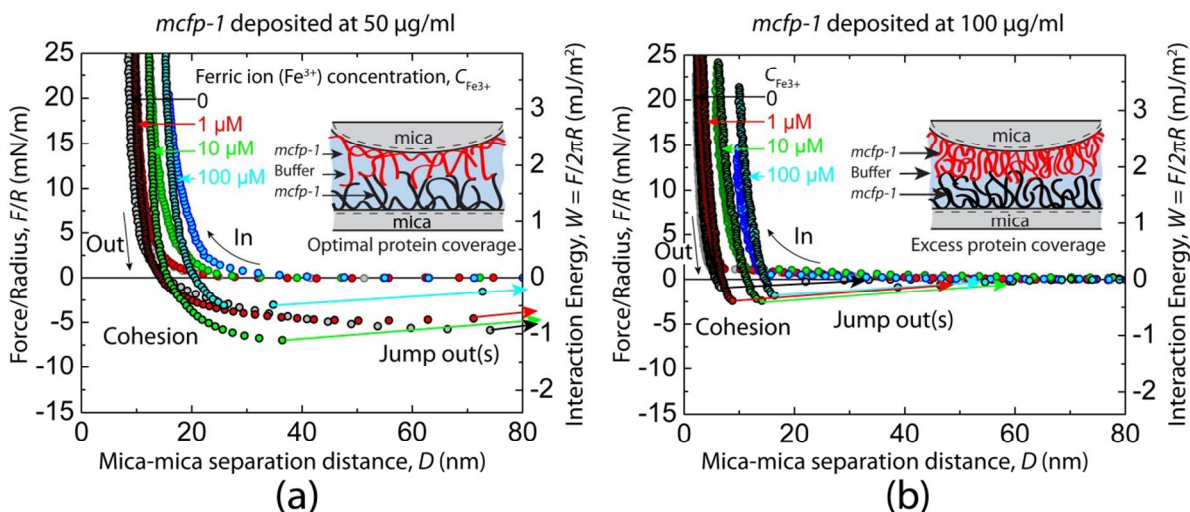 mcfp-1 deposited at 50 µg/ml
Force/Radius, F/R (mN/m)
25
20
15
10
5
0
-5
-10
-15
Ferric ion (Fe³⁺) concentration, C_Fe3+
0
1 µM
10 µM
100 µM
mica
mcfp-1
Buffer
mcfp-1
mica
Optimal protein coverage
Out
In
Cohesion
Jump out(s)
3
2
1
0
-1
-2
Interaction Energy, W = F/2πR (mJ/m²)
0 20 40 60 80
Mica-mica separation distance, D (nm)
(a)
mcfp-1 deposited at 100 µg/ml
Force/Radius, F/R (mN/m)
25
20
15
10
5
0
-5
-10
-15
C_Fe3+
0
1 µM
10 µM
100 µM
mica
mcfp-1
Buffer
mcfp-1
mica
Excess protein coverage
Out
In
Cohesion
Jump out(s)
3
2
1
0
-1
-2
Interaction Energy, W = F/2πR (mJ/m²)
0 10 20 30 40 50 60 70 80
Mica-mica separation distance, D (nm)
(b)